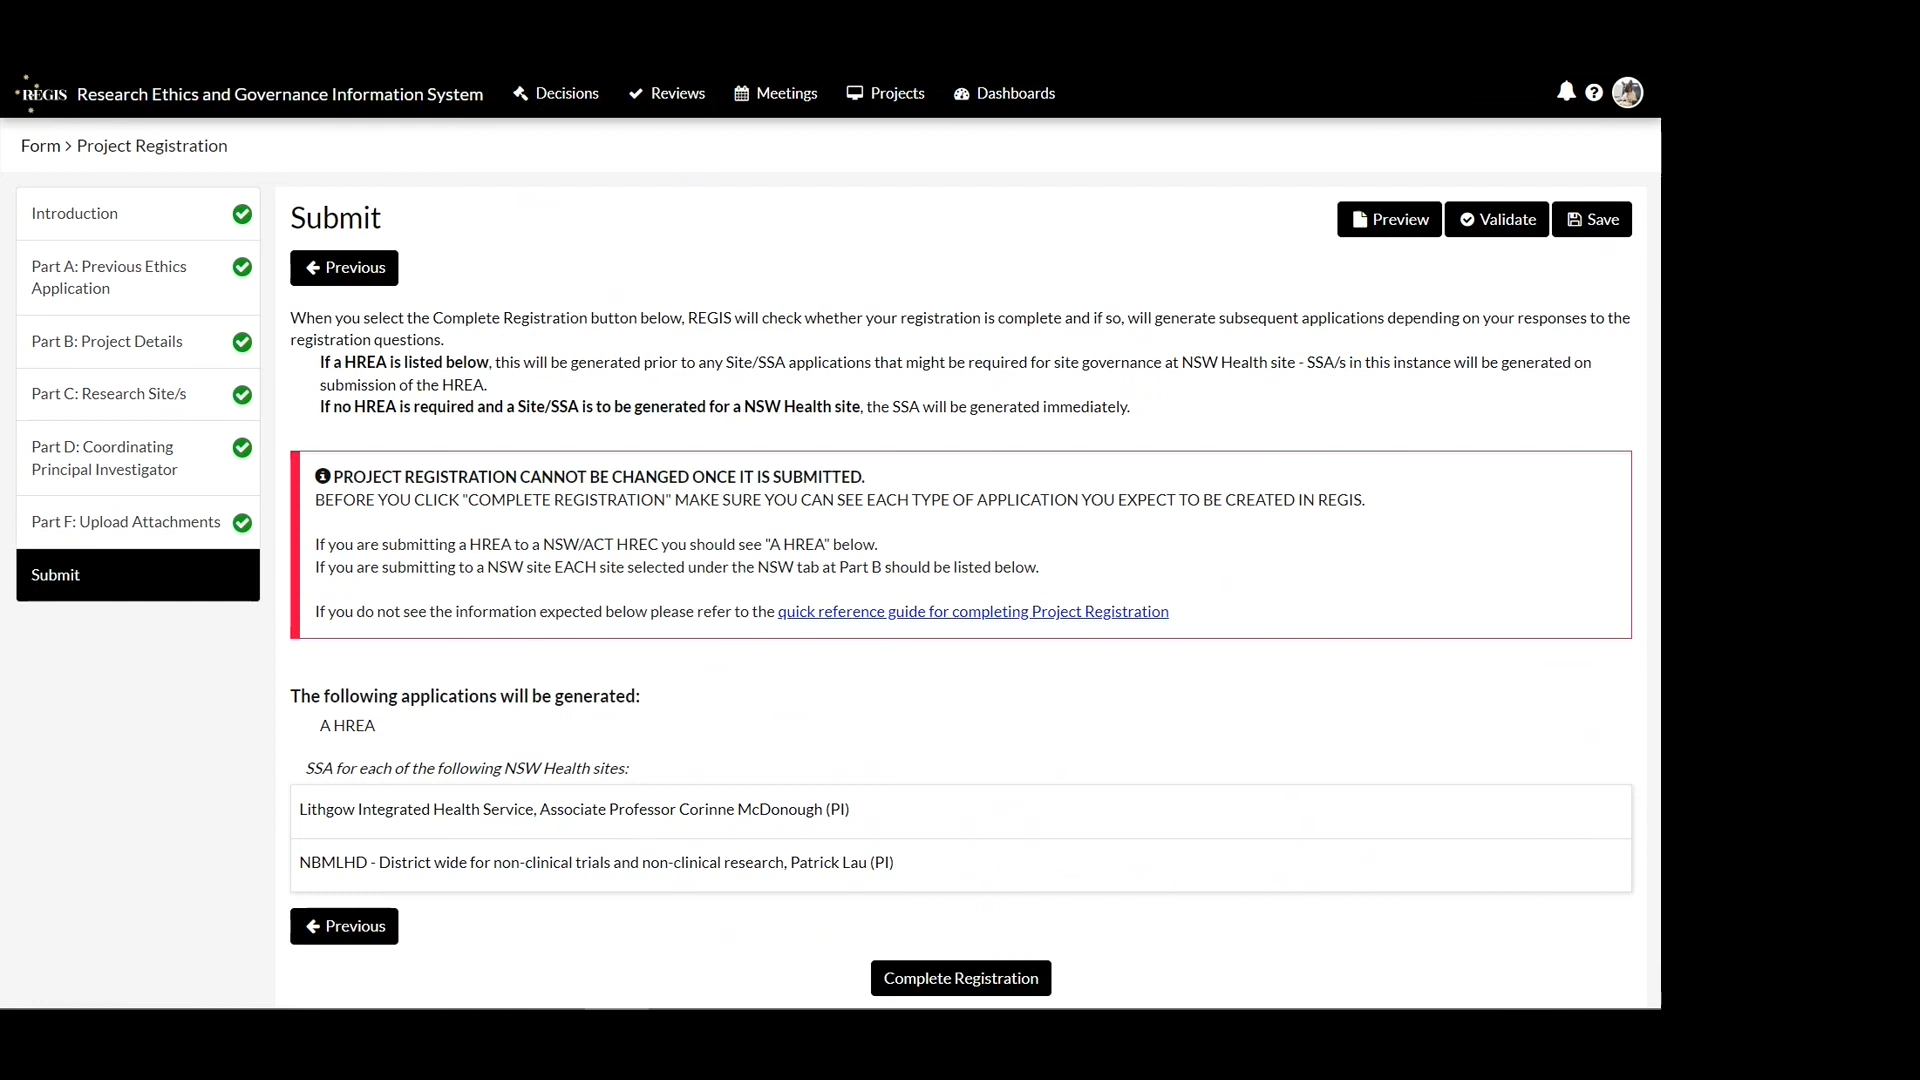 REGIS Research Ethics and Governance Information System Decisions Reviews Meetings Projects Dashboards
Form > Project Registration
Introduction
Part A: Previous Ethics
Application
Part B: Project Details
Part C: Research Site/s
Part D: Coordinating
Principal Investigator
Part F: Upload Attachments
Submit
Submit
Preview Validate Save
Previous
When you select the Complete Registration button below, REGIS will check whether your registration is complete and if so, will generate subsequent applications depending on your responses to the
registration questions.
If a HREA is listed below, this will be generated prior to any Site/SSA applications that might be required for site governance at NSW Health site - SSA/s in this instance will be generated on
submission of the HREA.
If no HREA is required and a Site/SSA is to be generated for a NSW Health site, the SSA will be generated immediately.
PROJECT REGISTRATION CANNOT BE CHANGED ONCE IT IS SUBMITTED.
BEFORE YOU CLICK "COMPLETE REGISTRATION" MAKE SURE YOU CAN SEE EACH TYPE OF APPLICATION YOU EXPECT TO BE CREATED IN REGIS.
If you are submitting a HREA to a NSW/ACT HREC you should see "A HREA" below.
If you are submitting to a NSW site EACH site selected under the NSW tab at Part B should be listed below.
If you do not see the information expected below please refer to the quick reference guide for completing Project Registration
The following applications will be generated:
A HREA
SSA for each of the following NSW Health sites:
Lithgow Integrated Health Service, Associate Professor Corinne McDonough (PI)
NBMLHD - District wide for non-clinical trials and non-clinical research, Patrick Lau (PI)
Previous
Complete Registration